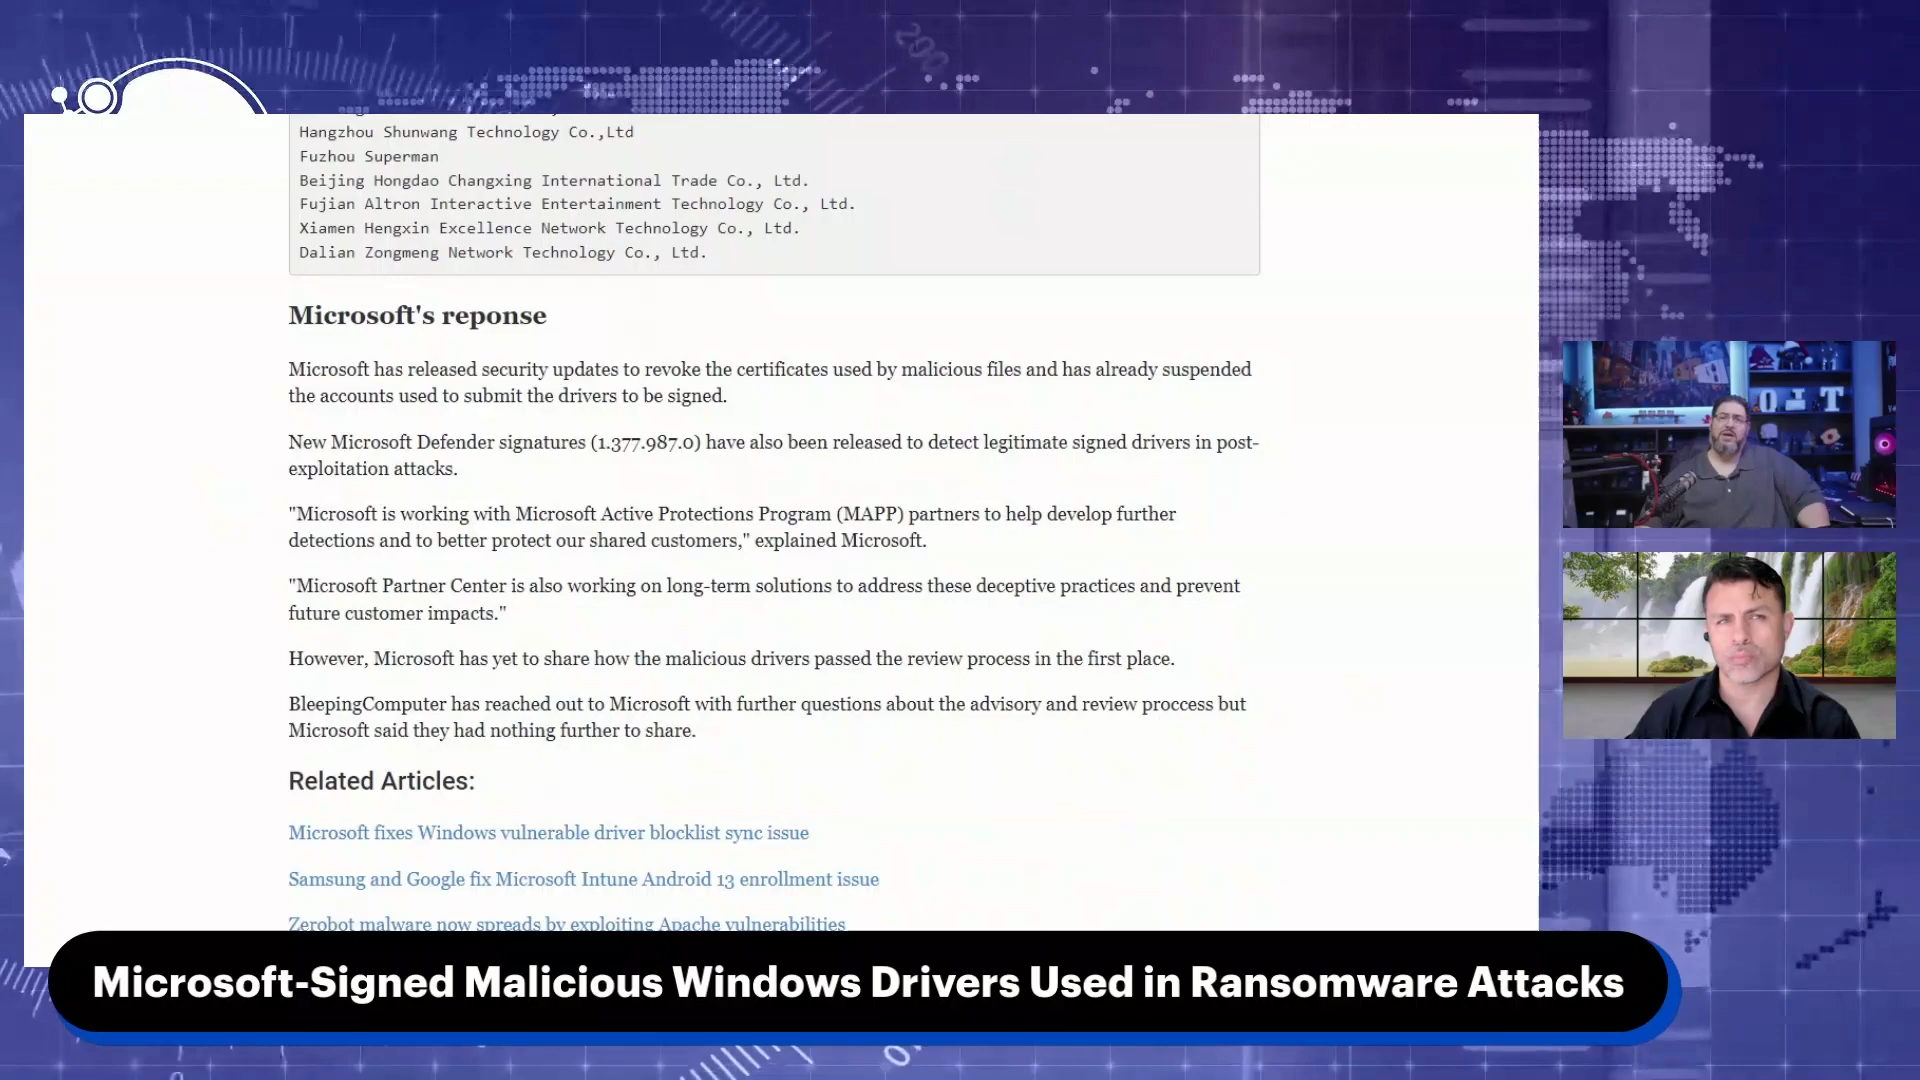 Hangzhou Shunwang Technology Co.,Ltd
Fuzhou Superman
Beijing Hongdao Changxing International Trade Co., Ltd.
Fujian Altron Interactive Entertainment Technology Co., Ltd.
Xiamen Hengxin Excellence Network Technology Co., Ltd.
Dalian Zongmeng Network Technology Co., Ltd.
Microsoft's reponse
Microsoft has released security updates to revoke the certificates used by malicious files and has already suspended
the accounts used to submit the drivers to be signed.
New Microsoft Defender signatures (1.377.987.0) have also been released to detect legitimate signed drivers in post-
exploitation attacks.
"Microsoft is working with Microsoft Active Protections Program (MAPP) partners to help develop further
detections and to better protect our shared customers," explained Microsoft.
"Microsoft Partner Center is also working on long-term solutions to address these deceptive practices and prevent
future customer impacts."
However, Microsoft has yet to share how the malicious drivers passed the review process in the first place.
BleepingComputer has reached out to Microsoft with further questions about the advisory and review proccess but
Microsoft said they had nothing further to share.
Related Articles:
Microsoft fixes Windows vulnerable driver blocklist sync issue
Samsung and Google fix Microsoft Intune Android 13 enrollment issue
Zerobot malware now spreads by exploiting Apache vulnerabilities
Microsoft-Signed Malicious Windows Drivers Used in Ransomware Attacks
200
QIT